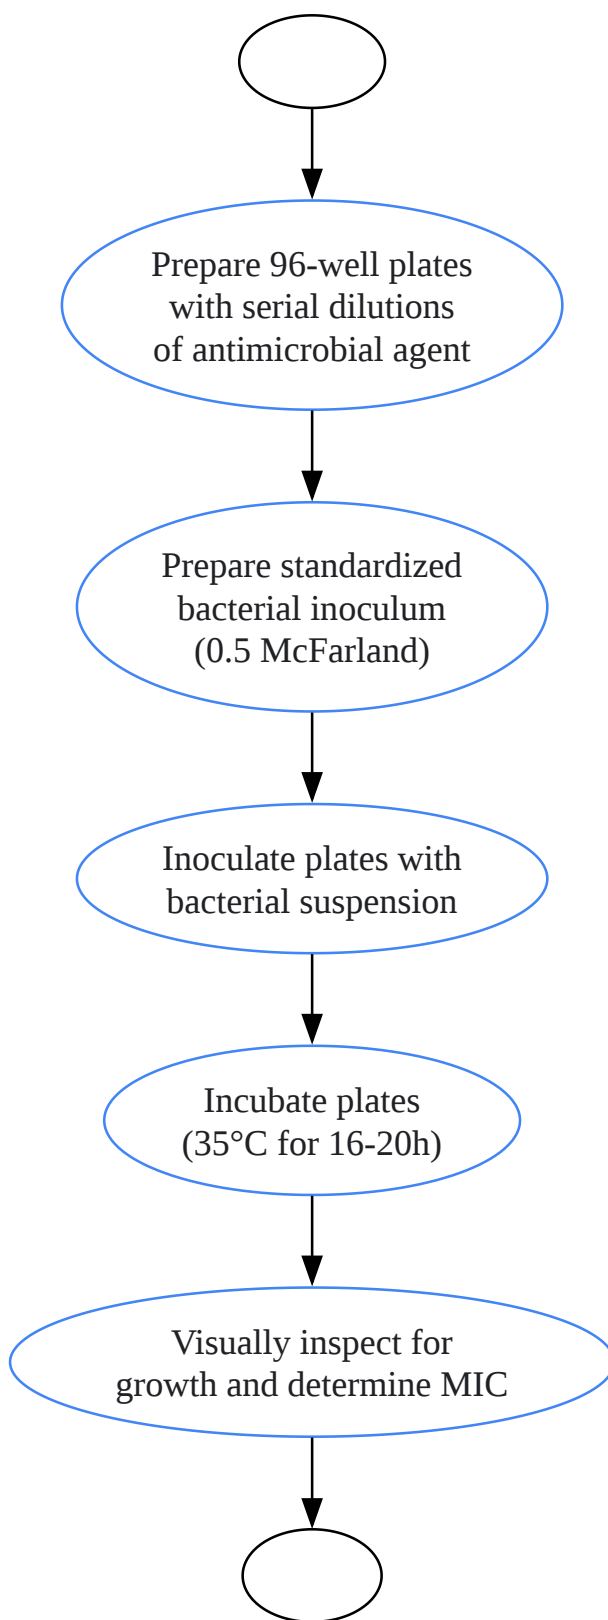 Prepare 96-well plates
with serial dilutions
of antimicrobial agent
Prepare standardized
bacterial inoculum
(0.5 McFarland)
Inoculate plates with
bacterial suspension
Incubate plates
(35°C for 16-20h)
Visually inspect for
growth and determine MIC